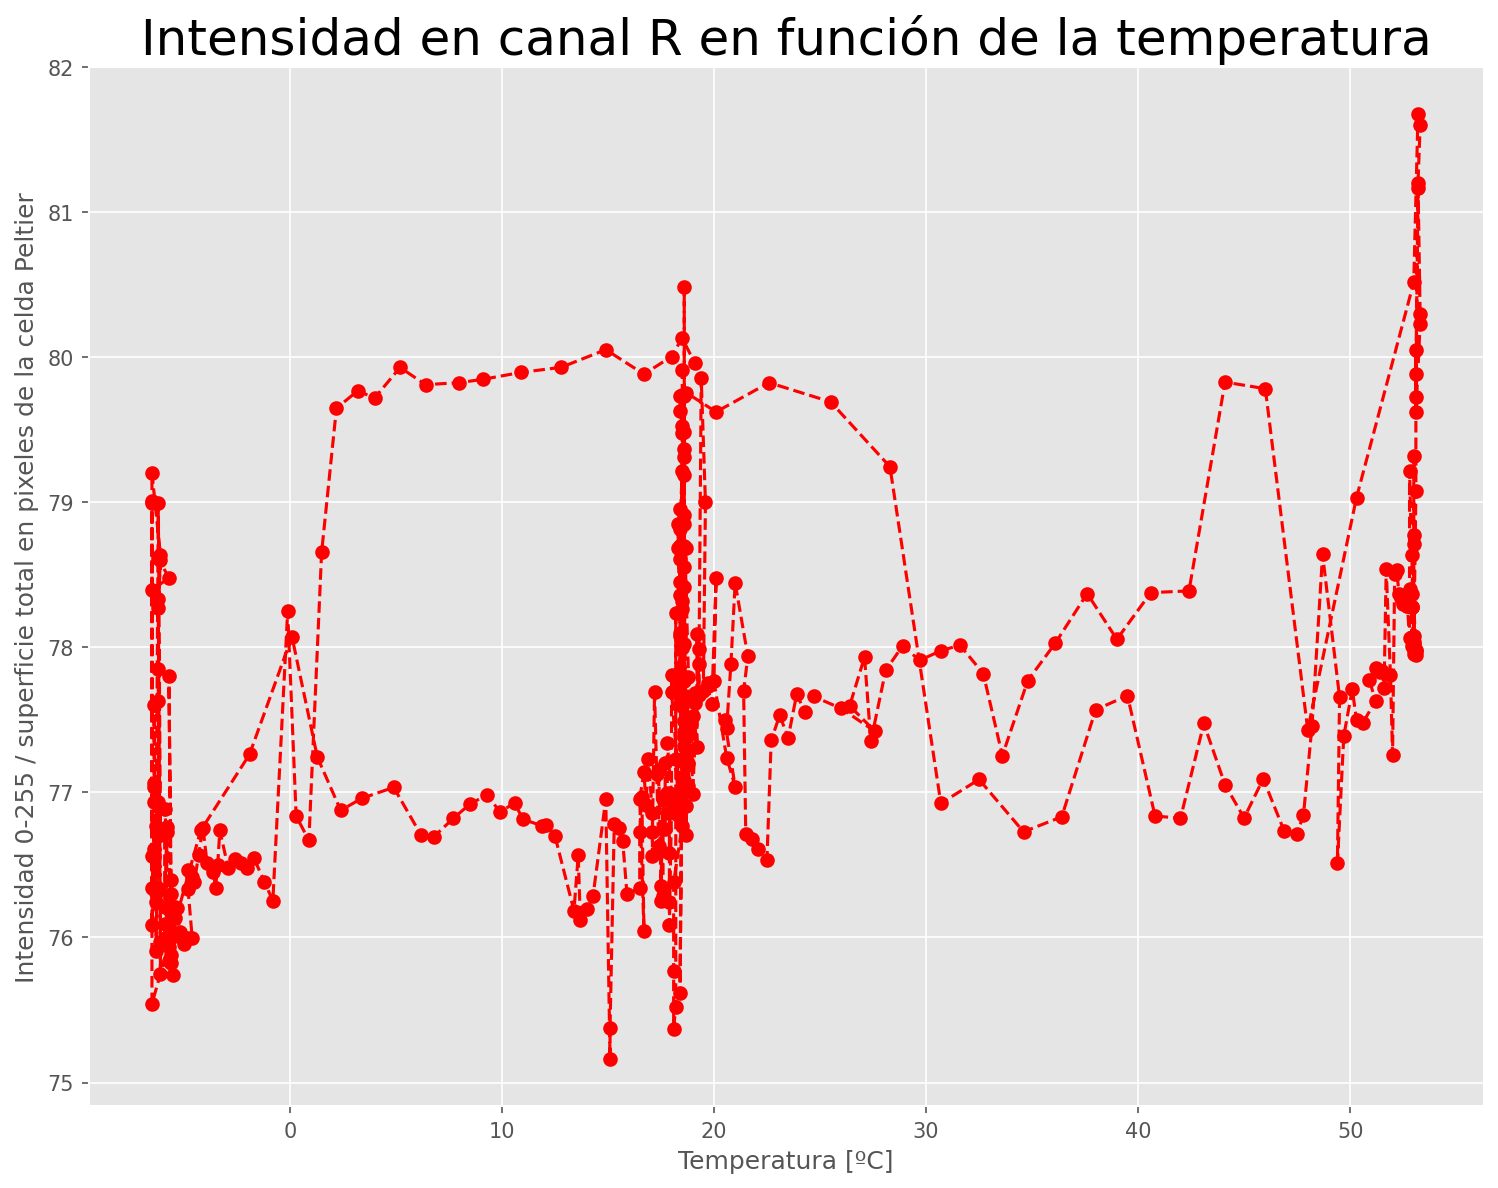 Intensidad en canal R en función de la temperatura
Intensidad 0-255 / superficie total en pixeles de la celda Peltier
82
81
80
79
78
77
76
75
0 10 20 30 40 50
Temperatura [ºC]